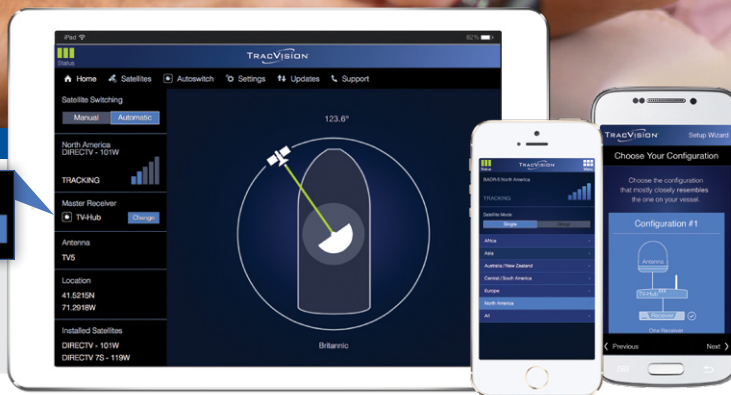 iPad
82%
Status
TRACVISION
Home
Satellites
Autoswitch
Settings
Updates
Support
Satellite Switching
Manual
Automatic
North America
DIRECTV - 101W
TRACKING
Master Receiver
TV-Hub
Change
Antenna
TV5
Location
41.5215N
71.2918W
Installed Satellites
DIRECTV - 101W
DIRECTV 7S - 119W
123.6°
Britannic
Status
TRACVISION
Menu
North America
TRACKING
Satellite Mode
Single
Group
Africa
Asia
Australia / New Zealand
Central / South America
Europe
North America
All
TRACVISION
Setup Wizard
Choose Your Configuration
Choose the configuration
that mostly closely resembles
the one on your vessel.
Configuration #1
Antenna
TV-Hub
Receiver
One Receiver
Previous
Next